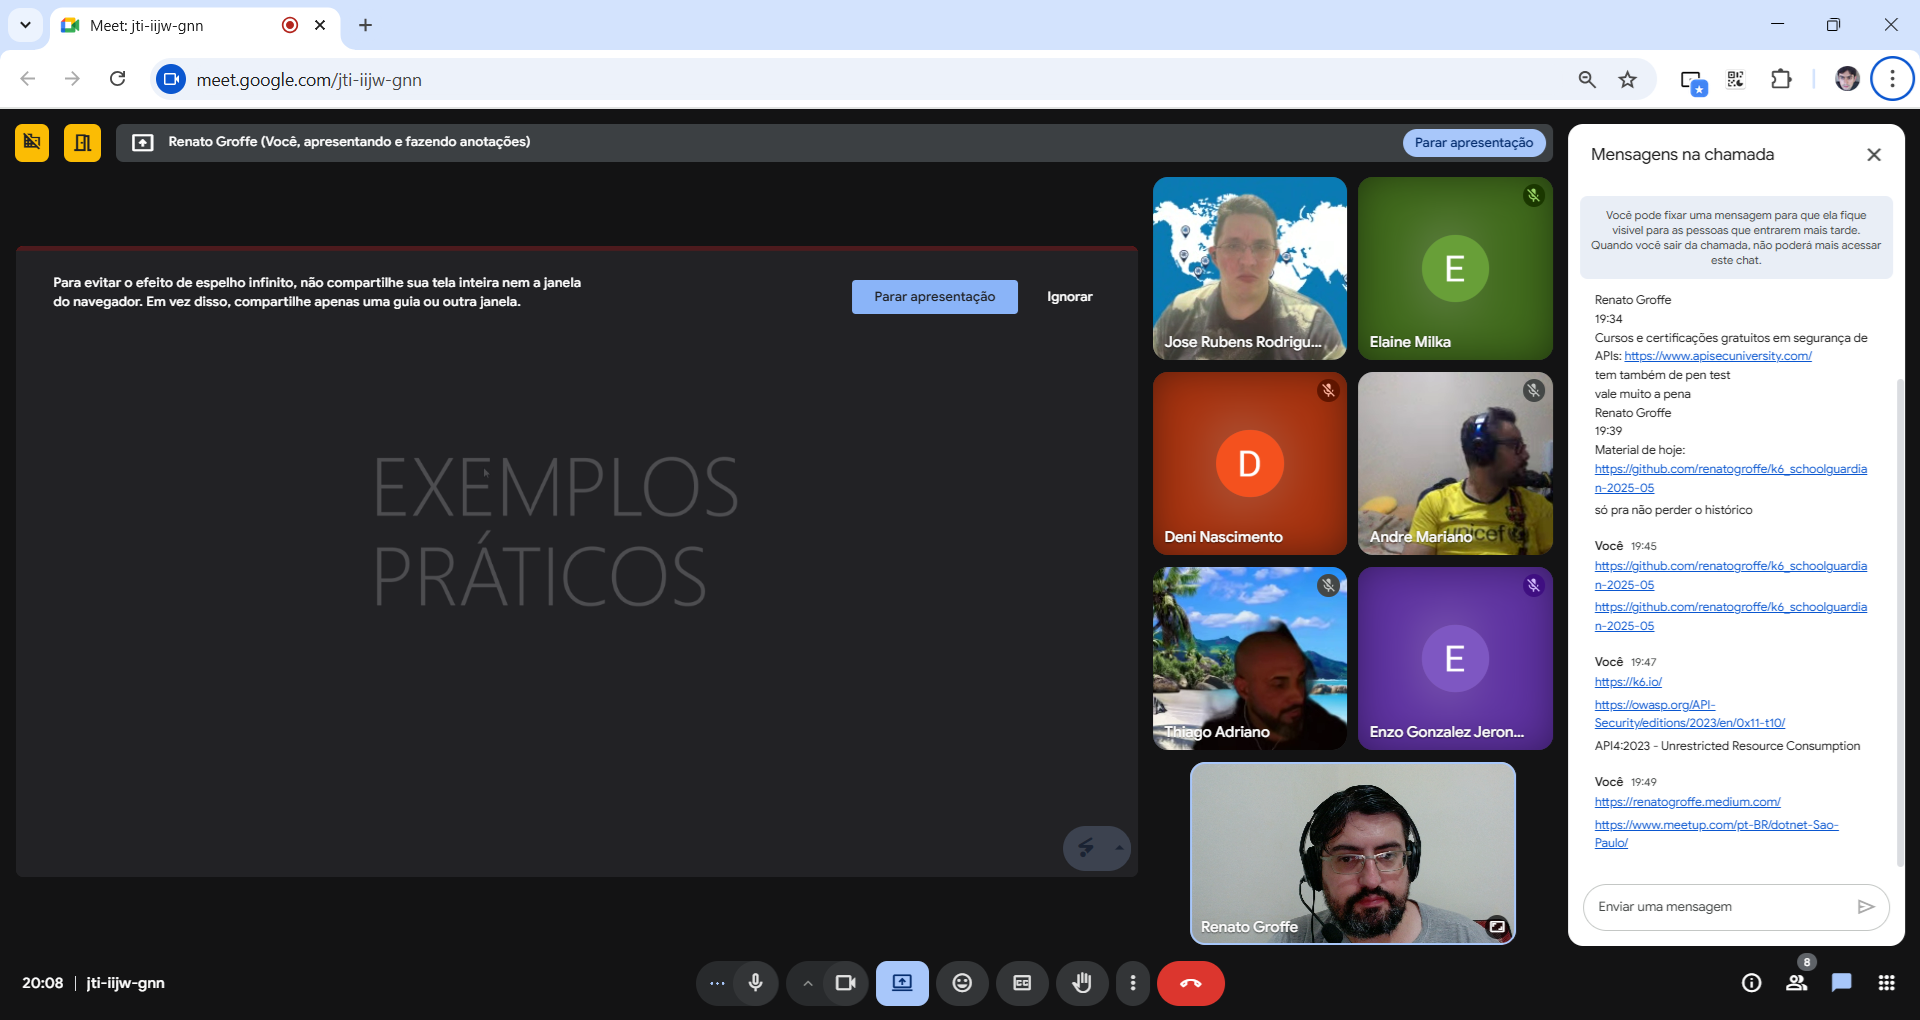 Meet: jti-iijw-gnn
meet.google.com/jti-iijw-gnn
Renato Groffe (Você, apresentando e fazendo anotações)
Parar apresentação
Para evitar o efeito de espelho infinito, não compartilhe sua tela inteira nem a janela
do navegador. Em vez disso, compartilhe apenas uma guia ou outra janela.
Parar apresentação
Ignorar
EXEMPLOS
PRÁTICOS
Jose Rubens Rodrigu...
E
Elaine Milka
D
Deni Nascimento
unicef
Andre Mariano
Thiago Adriano
E
Enzo Gonzalez Jeron...
Renato Groffe
Mensagens na chamada
Você pode fixar uma mensagem para que ela fique
visível para as pessoas que entrarem mais tarde.
Quando você sair da chamada, não poderá mais acessar
este chat.
Renato Groffe
19:34
Cursos e certificações gratuitos em segurança de
APIs: https://www.apisecuniversity.com/
tem também de pen test
vale muito a pena
Renato Groffe
19:39
Material de hoje:
https://github.com/renatogroffe/k6_schoolguardia
n-2025-05
só pra não perder o histórico
Você 19:45
https://github.com/renatogroffe/k6_schoolguardia
n-2025-05
https://github.com/renatogroffe/k6_schoolguardia
n-2025-05
Você 19:47
https://k6.io/
https://owasp.org/API-
Security/editions/2023/en/0x11-t10/
API4:2023 - Unrestricted Resource Consumption
Você 19:49
https://renatogroffe.medium.com/
https://www.meetup.com/pt-BR/dotnet-Sao-
Paulo/
Enviar uma mensagem
20:08 | jti-iijw-gnn
CC
8